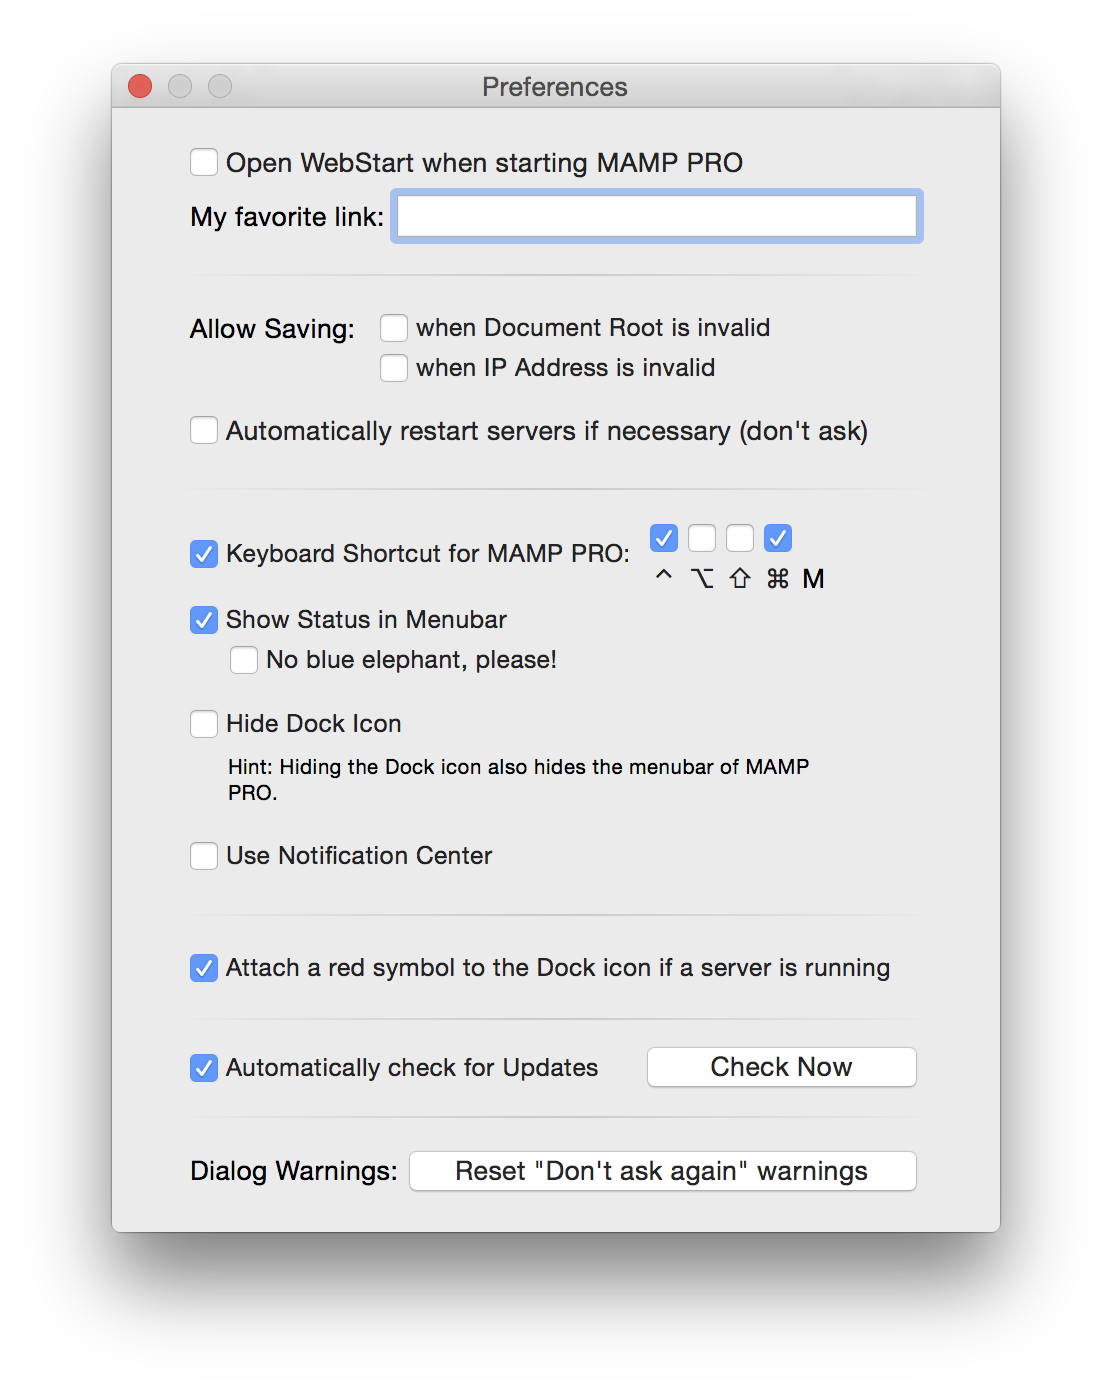 Preferences
Open WebStart when starting MAMP PRO
My favorite link:
Allow Saving: when Document Root is invalid
when IP Address is invalid
Automatically restart servers if necessary (don't ask)
Keyboard Shortcut for MAMP PRO:
^ ⌥ ⇧ ⌘ M
Show Status in Menubar
No blue elephant, please!
Hide Dock Icon
Hint: Hiding the Dock icon also hides the menubar of MAMP
PRO.
Use Notification Center
Attach a red symbol to the Dock icon if a server is running
Automatically check for Updates Check Now
Dialog Warnings: Reset "Don't ask again" warnings